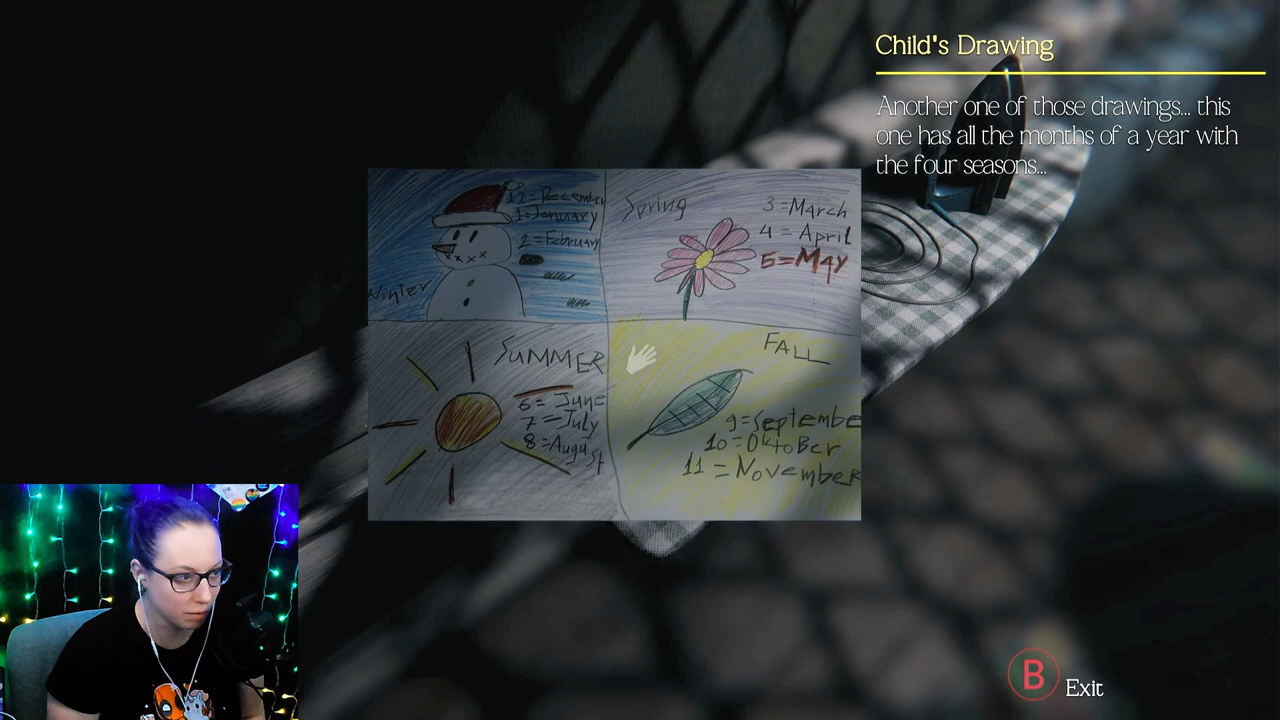 Child's Drawing
Another one of those drawings... this
one has all the months of a year with
the four seasons...
12=December
1=January
2=February
Winter
Spring
3=March
4=April
5=May
SUMMER
6=June
7=July
8=August
FALL
9=September
10=Oktober
11=November
B Exit